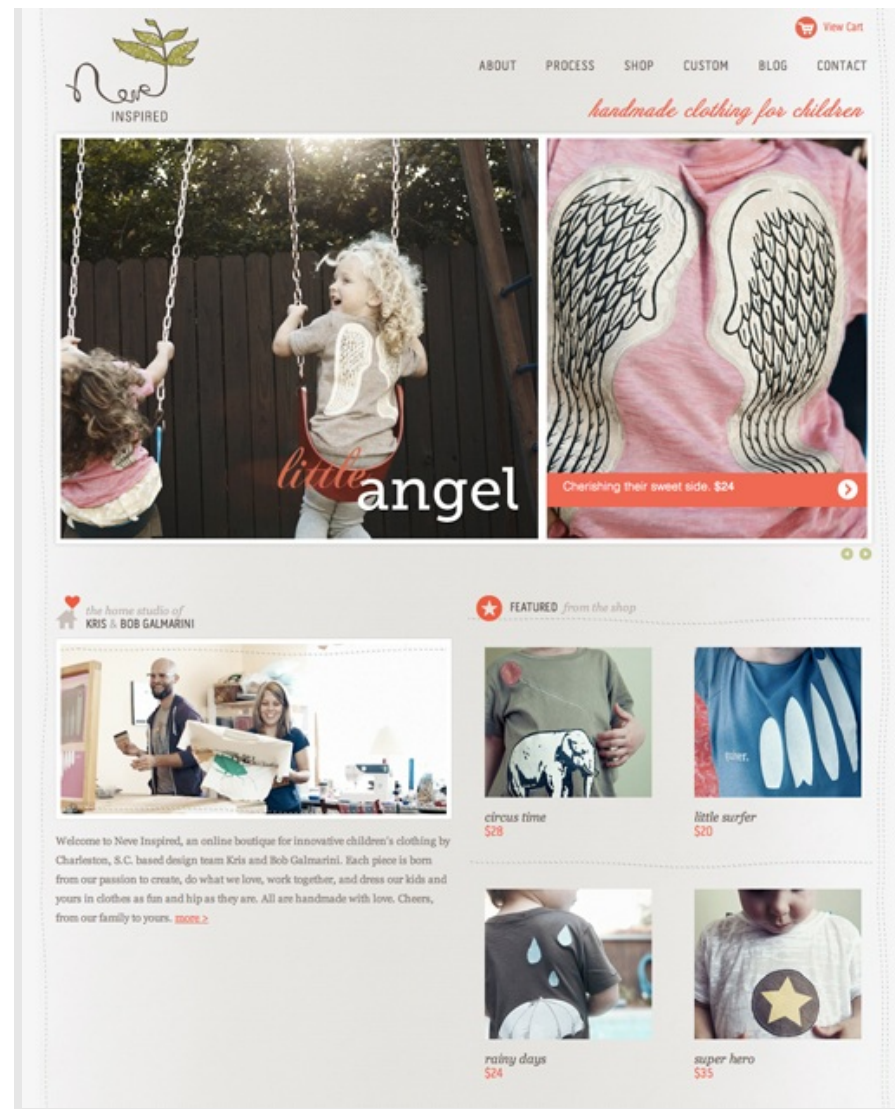 View Cart
Neve
INSPIRED
ABOUT PROCESS SHOP CUSTOM BLOG CONTACT
handmade clothing for children
little
angel
Cherishing their sweet side. $24
the home studio of
KRIS & BOB GALMARINI
FEATURED from the shop
Welcome to Neve Inspired, an online boutique for innovative children's clothing by
Charleston, S.C. based design team Kris and Bob Galmarini. Each piece is born
from our passion to create, do what we love, work together, and dress our kids and
yours in clothes as fun and hip as they are. All are handmade with love. Cheers,
from our family to yours. more >
circus time
$28
little surfer
$20
rainy days
$24
super hero
$35